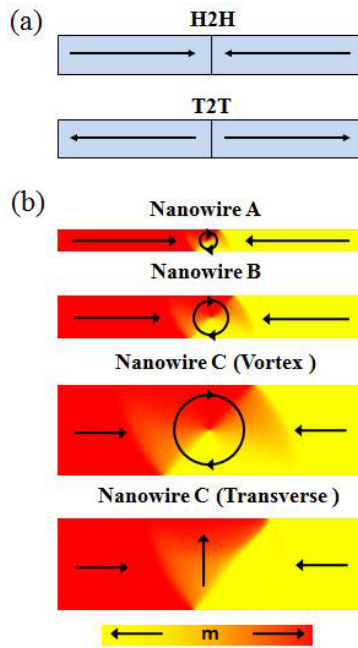 (a)
H2H
T2T
(b)
Nanowire A
Nanowire B
Nanowire C (Vortex )
Nanowire C (Transverse )
m